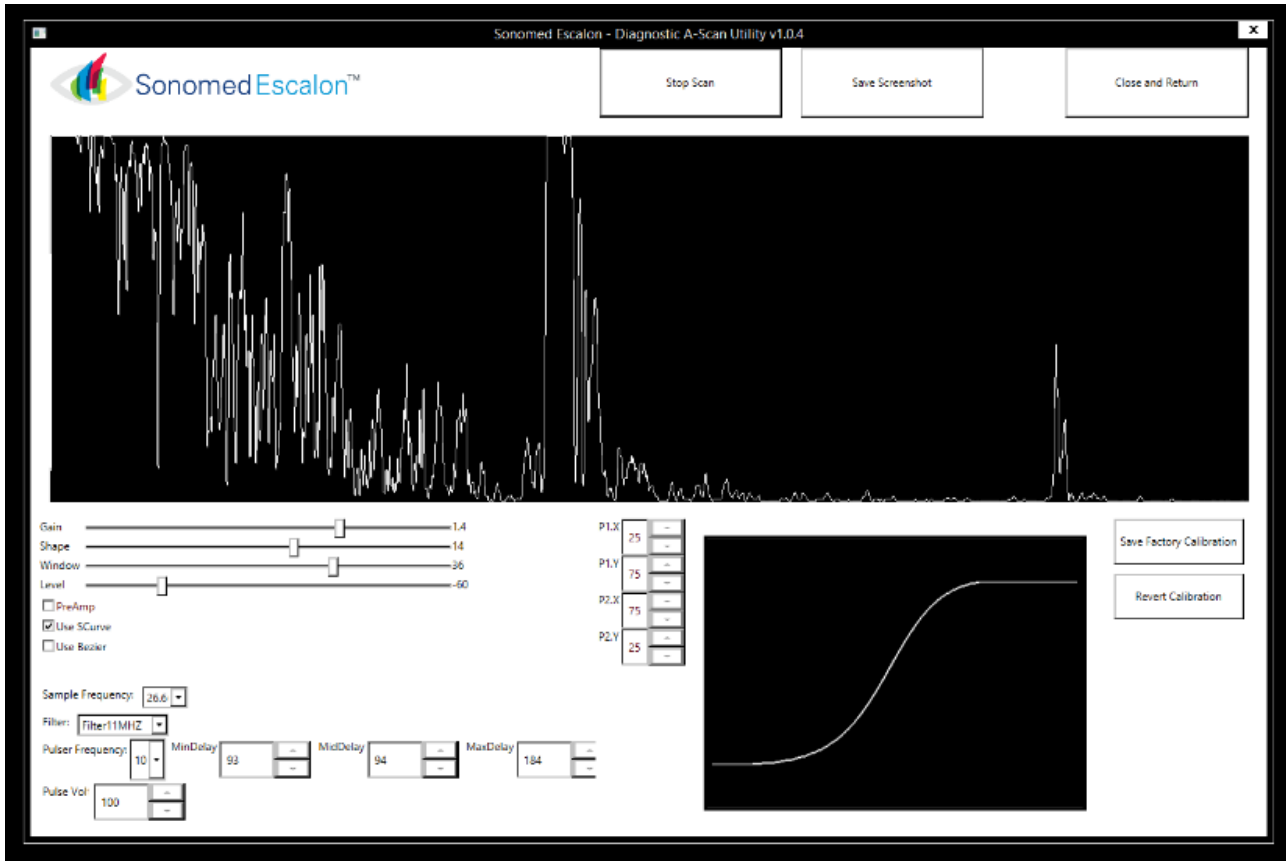 Sonomed Escalon - Diagnostic A-Scan Utility v1.0.4
x
Sonomed Escalon™
Stop Scan
Save Screenshot
Close and Return
Gain 1.4
Shape 14
Window 36
Level -60
PreAmp
Use SCurve
Use Bezier
P1.X 25
P1.Y 75
P2.X 75
P2.Y 25
Save Factory Calibration
Revert Calibration
Sample Frequency: 26.6
Filter: Filter11MHZ
Pulser Frequency: 10 MinDelay 93 MidDelay 94 MaxDelay 184
Pulse Vol: 100